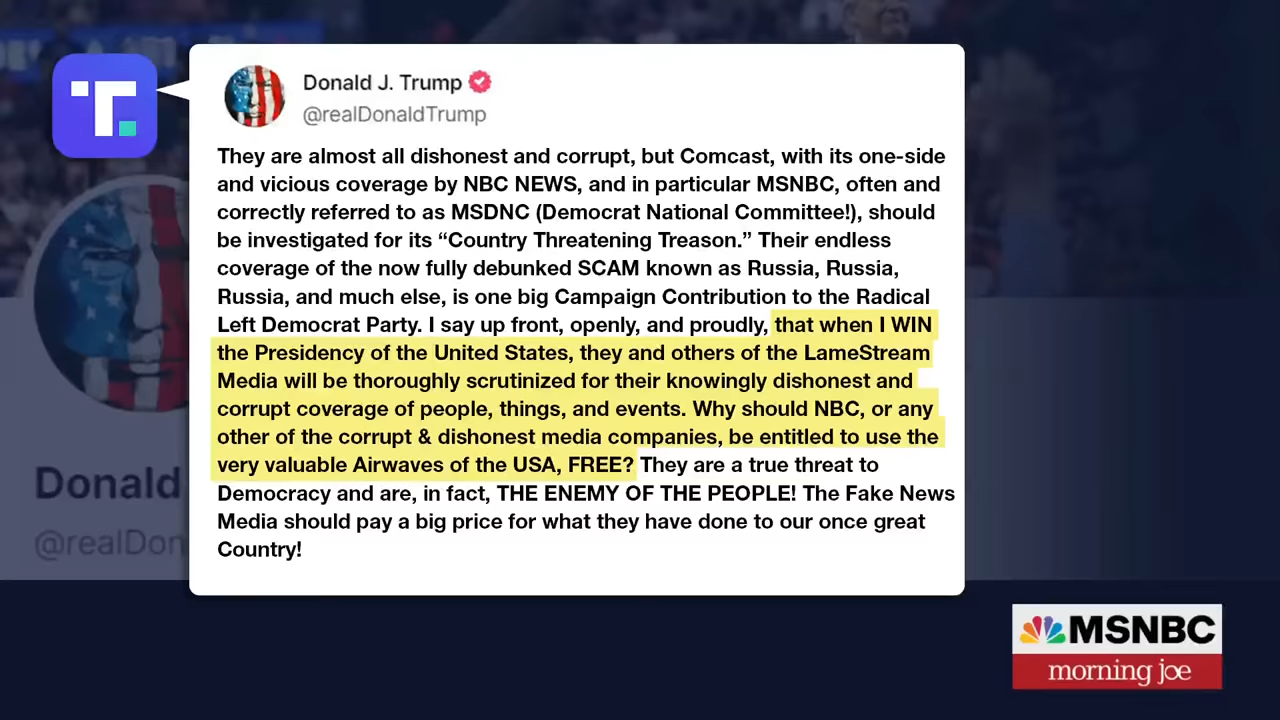 Donald J. Trump
@realDonaldTrump
They are almost all dishonest and corrupt, but Comcast, with its one-side
and vicious coverage by NBC NEWS, and in particular MSNBC, often and
correctly referred to as MSDNC (Democrat National Committee!), should
be investigated for its “Country Threatening Treason.” Their endless
coverage of the now fully debunked SCAM known as Russia, Russia,
Russia, and much else, is one big Campaign Contribution to the Radical
Left Democrat Party. I say up front, openly, and proudly, that when I WIN
the Presidency of the United States, they and others of the LameStream
Media will be thoroughly scrutinized for their knowingly dishonest and
corrupt coverage of people, things, and events. Why should NBC, or any
other of the corrupt & dishonest media companies, be entitled to use the
very valuable Airwaves of the USA, FREE? They are a true threat to
Democracy and are, in fact, THE ENEMY OF THE PEOPLE! The Fake News
Media should pay a big price for what they have done to our once great
Country!
Donald
@realDon
MSNBC
morning joe